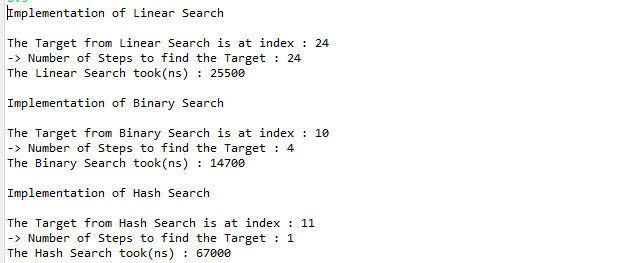 Implementation of Linear Search
The Target from Linear Search is at index : 24
-> Number of Steps to find the Target : 24
The Linear Search took(ns) : 25500
Implementation of Binary Search
The Target from Binary Search is at index : 10
-> Number of Steps to find the Target : 4
The Binary Search took(ns) : 14700
Implementation of Hash Search
The Target from Hash Search is at index : 11
-> Number of Steps to find the Target : 1
The Hash Search took(ns) : 67000